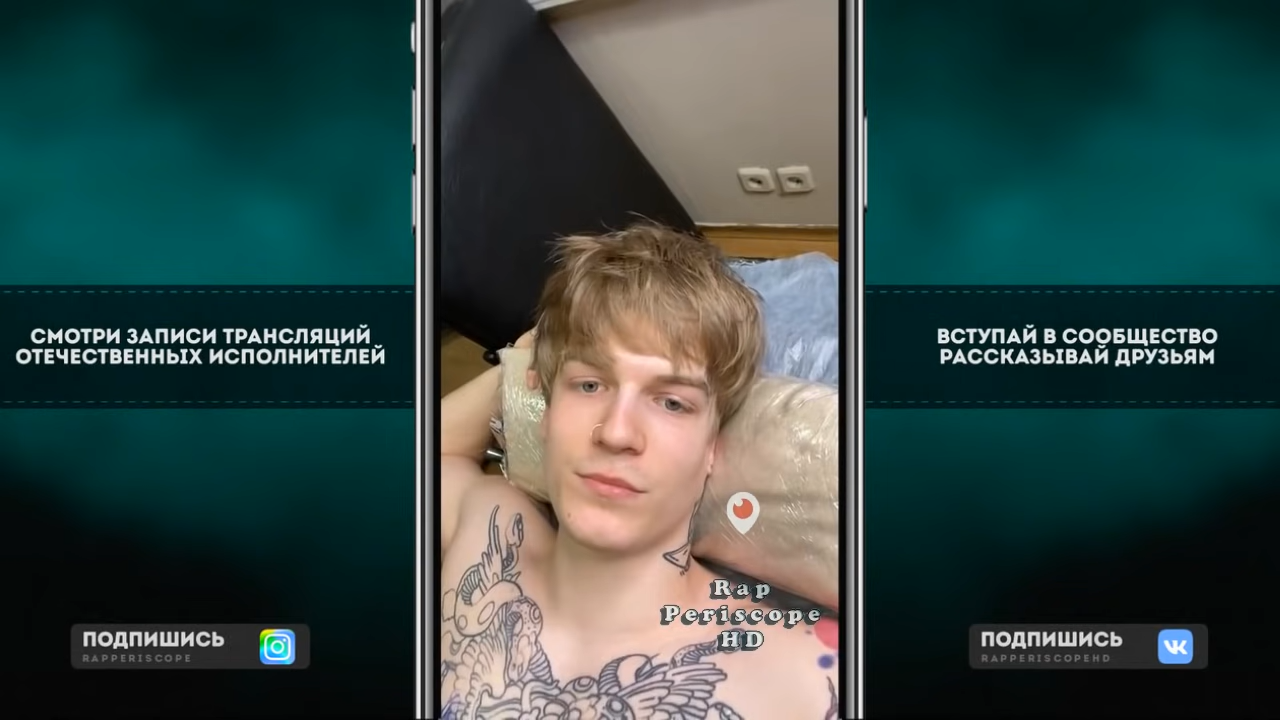 СМОТРИ ЗАПИСИ ТРАНСЛЯЦИЙ
ОТЕЧЕСТВЕННЫХ ИСПОЛНИТЕЛЕЙ
ВСТУПАЙ В СООБЩЕСТВО
РАССКАЗЫВАЙ ДРУЗЬЯМ
Rap
Periscope
HD
ПОДПИШИСЬ
RAPPERISCOPE
ПОДПИШИСЬ
RAPPERISCOPEHD